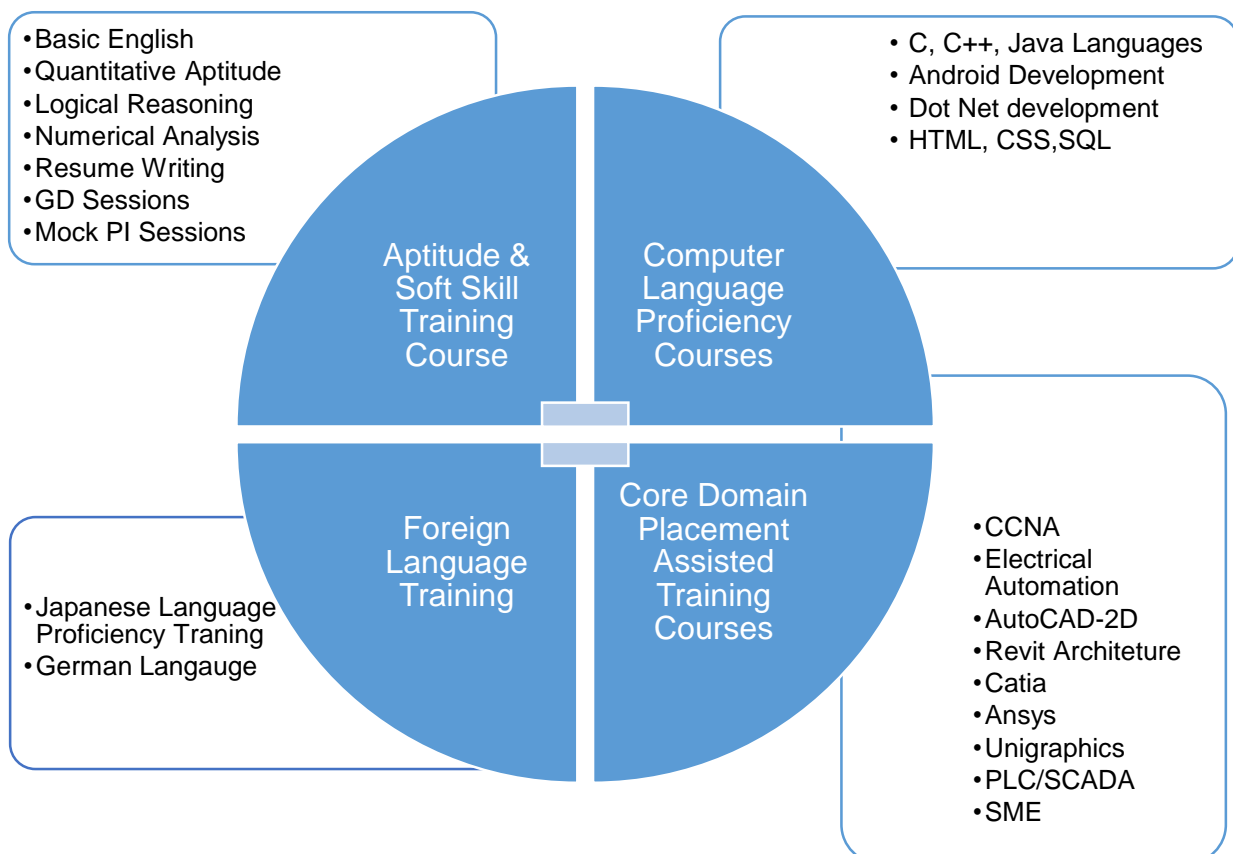 •Basic English
•Quantitative Aptitude
•Logical Reasoning
•Numerical Analysis
•Resume Writing
•GD Sessions
•Mock PI Sessions
• C, C++, Java Languages
• Android Development
• Dot Net development
• HTML, CSS,SQL
Aptitude &
Soft Skill
Training
Course
Computer
Language
Proficiency
Courses
Foreign
Language
Training
Core Domain
Placement
Assisted
Training
Courses
•Japanese Language
Proficiency Traning
•German Langauge
•CCNA
•Electrical
Automation
•AutoCAD-2D
•Revit Architeture
•Catia
•Ansys
•Unigraphics
•PLC/SCADA
•SME